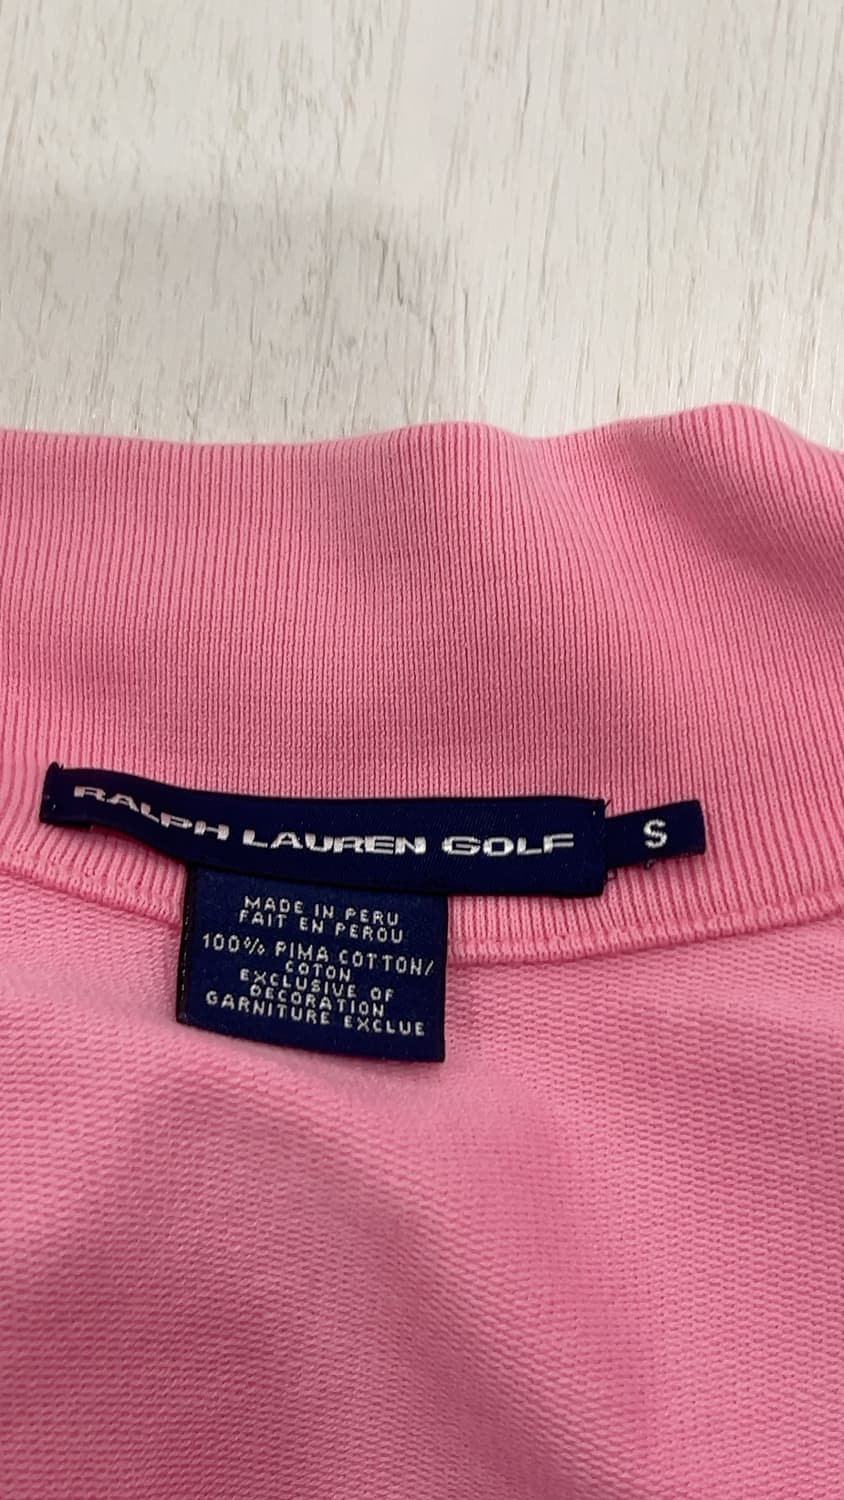 RALPH LAUREN GOLF
S
MADE IN PERU
FAIT EN PEROU
100% PIMA COTTON/
COTON
EXCLUSIVE OF
DECORATION
GARNITURE EXCLUE